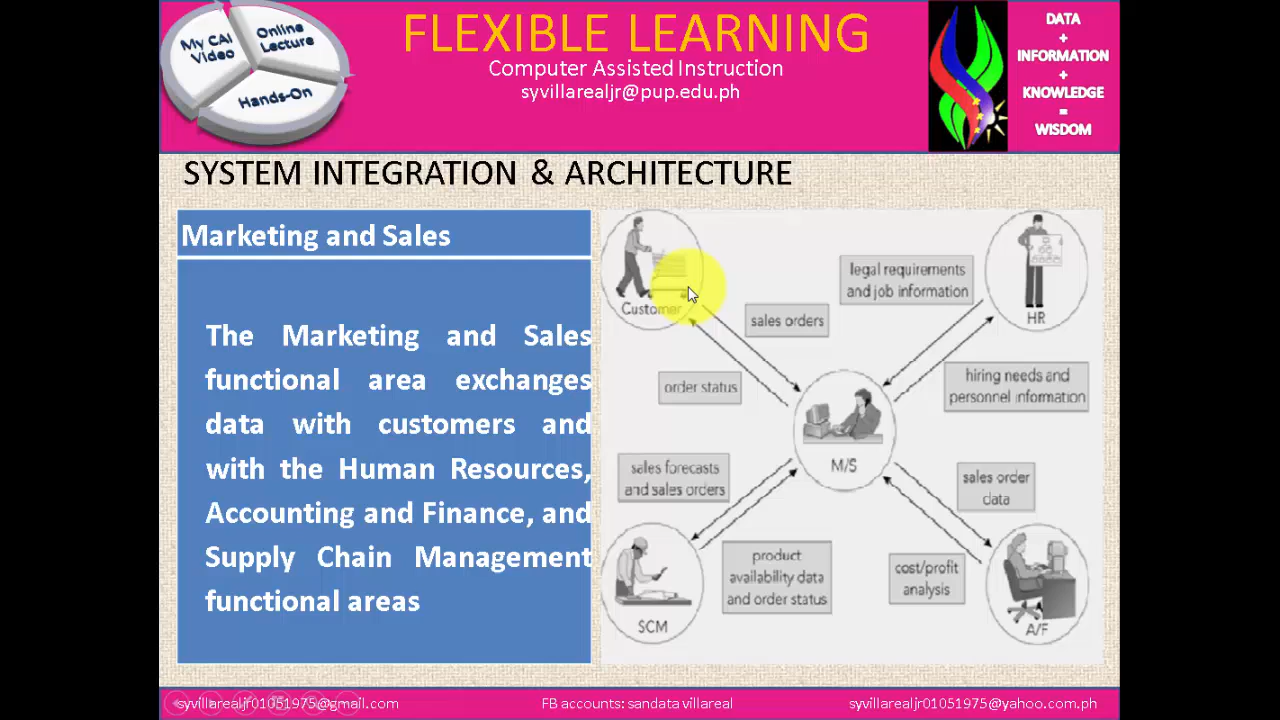 My CAI
Video
Online
Lecture
Hands-On
FLEXIBLE LEARNING
Computer Assisted Instruction
syvillarealjr@pup.edu.ph
DATA
+
INFORMATION
+
KNOWLEDGE
=
WISDOM
SYSTEM INTEGRATION & ARCHITECTURE
Marketing and Sales
The Marketing and Sales
functional area exchanges
data with customers and
with the Human Resources,
Accounting and Finance, and
Supply Chain Management
functional areas
Customer
sales orders
legal requirements
and job information
HR
order status
hiring needs and
personnel information
M/S
sales forecasts
and sales orders
sales order
data
product
availability data
and order status
cost/profit
analysis
SCM
A/F
syvillarealjr01051975@gmail.com
FB accounts: sandata villareal
syvillarealjr01051975@yahoo.com.ph